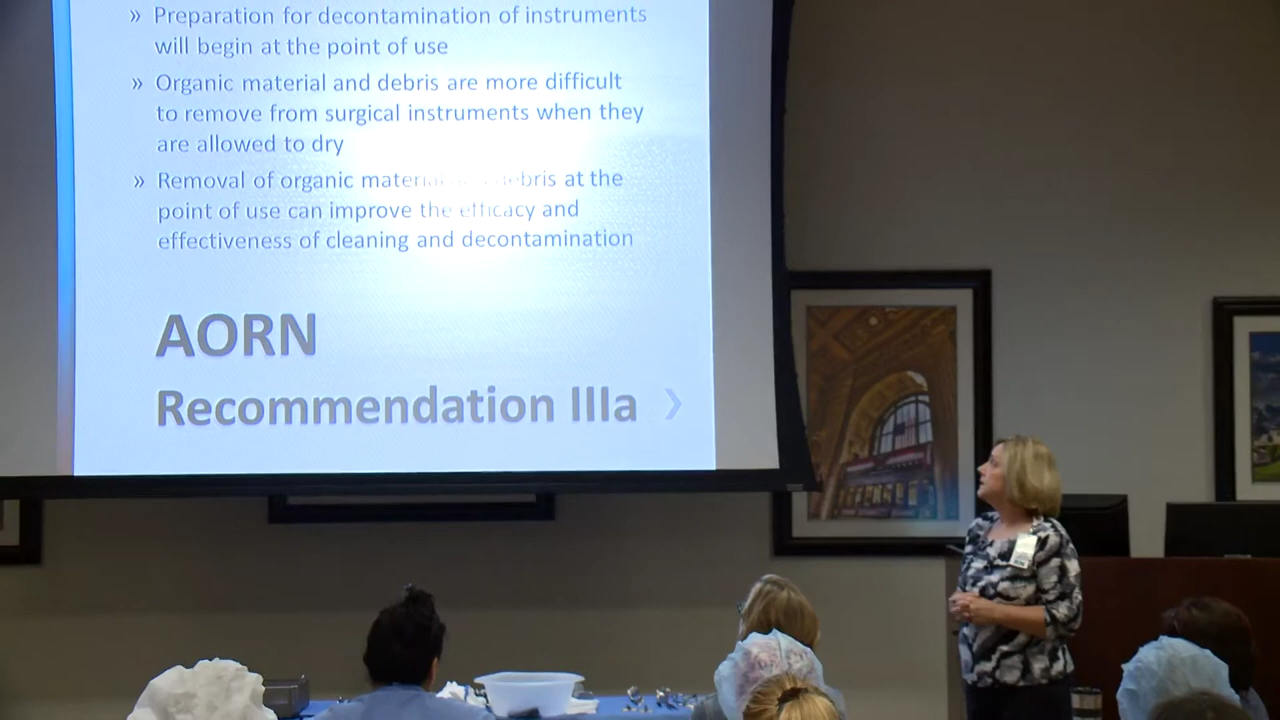 » Preparation for decontamination of instruments
will begin at the point of use
» Organic material and debris are more difficult
to remove from surgical instruments when they
are allowed to dry
» Removal of organic material debris at the
point of use can improve the efficacy and
effectiveness of cleaning and decontamination
AORN
Recommendation IIIa